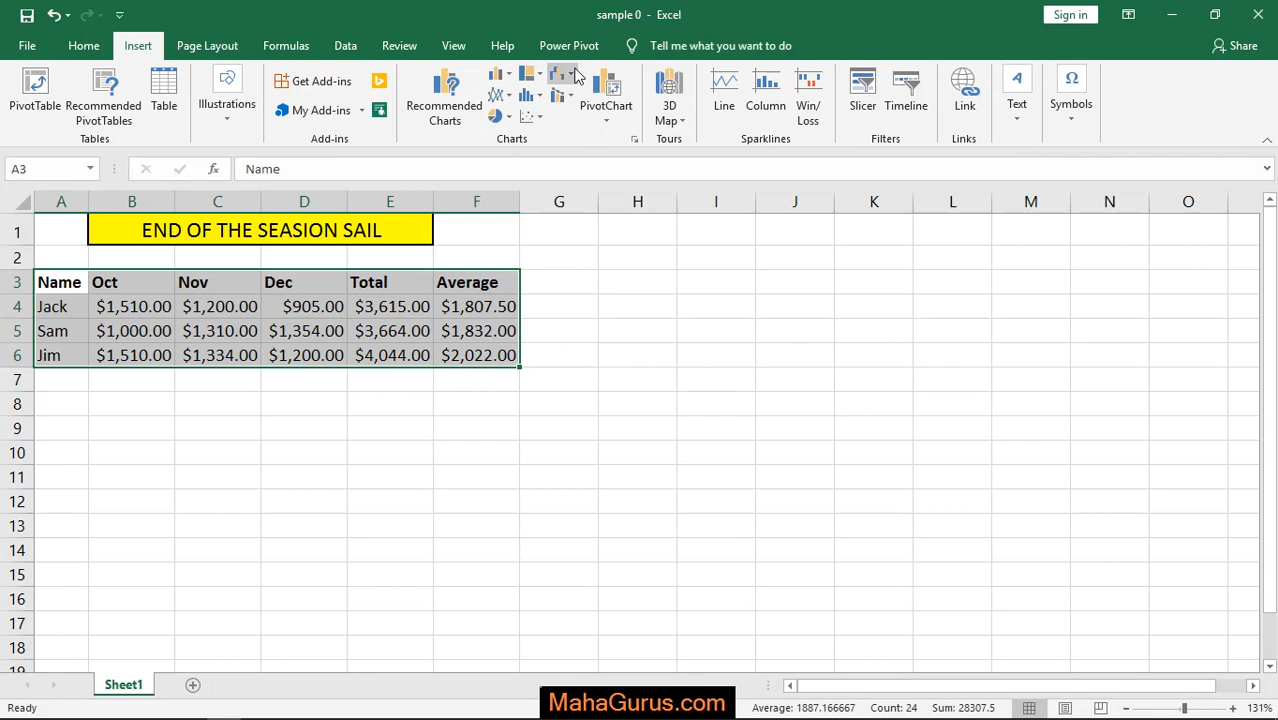 sample 0 - Excel
Sign in
File Home Insert Page Layout Formulas Data Review View Help Power Pivot Tell me what you want to do Share
PivotTable
Recommended PivotTables
Table
Tables
Illustrations
Get Add-ins
My Add-ins
Add-ins
Recommended Charts
Charts
PivotChart
3D Map
Tours
Line
Column
Win/Loss
Sparklines
Slicer
Timeline
Filters
Link
Links
Text
Symbols
A3 fx Name
A B C D E F G H I J K L M N O
1 END OF THE SEASION SAIL
2
3 Name Oct Nov Dec Total Average
4 Jack $1,510.00 $1,200.00 $905.00 $3,615.00 $1,807.50
5 Sam $1,000.00 $1,310.00 $1,354.00 $3,664.00 $1,832.00
6 Jim $1,510.00 $1,334.00 $1,200.00 $4,044.00 $2,022.00
7
8
9
10
11
12
13
14
15
16
17
18
19
Sheet1
Ready MahaGurus.com Average: 1887.166667 Count: 24 Sum: 28307.5 131%